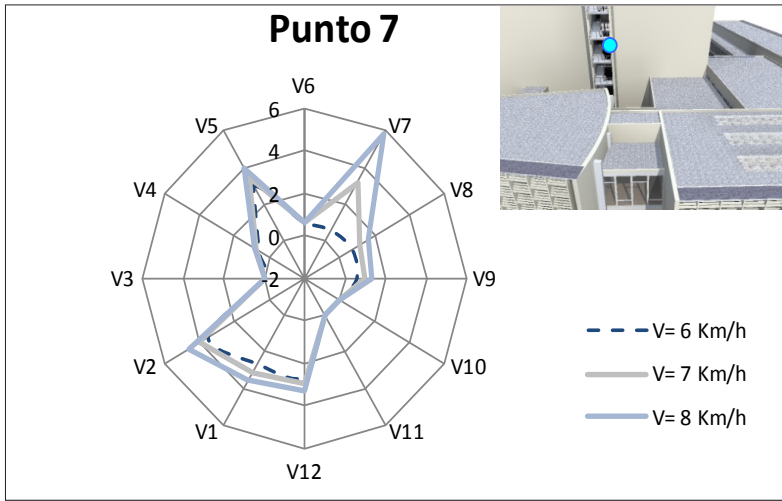 Punto 7
V6
6
V5
V7
4
V4
V8
2
0
V3
-2
V9
V= 6 Km/h
V2
V10
V= 7 Km/h
V1
V11
V= 8 Km/h
V12